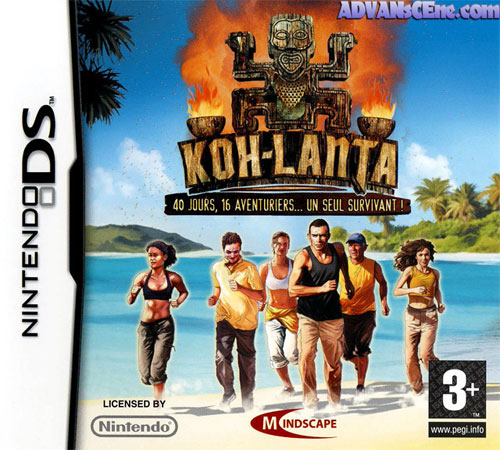 ADVAnSCEne.com
NINTENDO DS
TM
KOH-LANTA
40 JOURS, 16 AVENTURIERS... UN SEUL SURVIVANT !
LICENSED BY
Nintendo
MINDSCAPE
3+
www.pegi.info